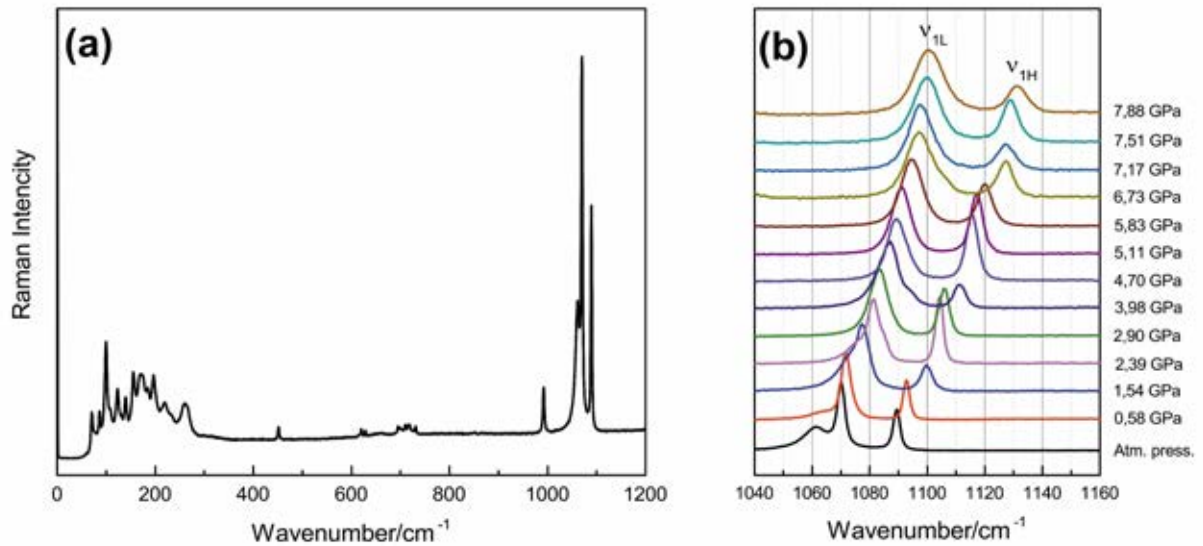 (a)
Raman Intencity
0 200 400 600 800 1000 1200
Wavenumber/cm⁻¹
(b)
ν1L
ν1H
7,88 GPa
7,51 GPa
7,17 GPa
6,73 GPa
5,83 GPa
5,11 GPa
4,70 GPa
3,98 GPa
2,90 GPa
2,39 GPa
1,54 GPa
0,58 GPa
Atm. press.
1040 1060 1080 1100 1120 1140 1160
Wavenumber/cm⁻¹